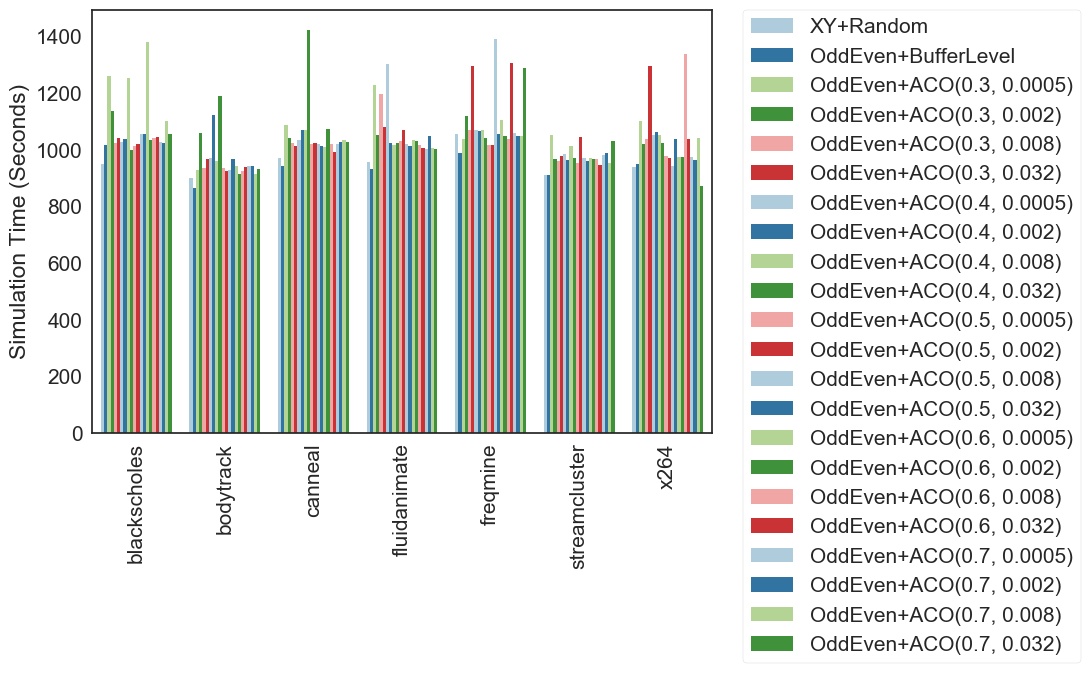 Simulation Time (Seconds)
1400
1200
1000
800
600
400
200
0
blackscholes
bodytrack
canneal
fluidanimate
freqmine
streamcluster
x264
XY+Random
OddEven+BufferLevel
OddEven+ACO(0.3, 0.0005)
OddEven+ACO(0.3, 0.002)
OddEven+ACO(0.3, 0.008)
OddEven+ACO(0.3, 0.032)
OddEven+ACO(0.4, 0.0005)
OddEven+ACO(0.4, 0.002)
OddEven+ACO(0.4, 0.008)
OddEven+ACO(0.4, 0.032)
OddEven+ACO(0.5, 0.0005)
OddEven+ACO(0.5, 0.002)
OddEven+ACO(0.5, 0.008)
OddEven+ACO(0.5, 0.032)
OddEven+ACO(0.6, 0.0005)
OddEven+ACO(0.6, 0.002)
OddEven+ACO(0.6, 0.008)
OddEven+ACO(0.6, 0.032)
OddEven+ACO(0.7, 0.0005)
OddEven+ACO(0.7, 0.002)
OddEven+ACO(0.7, 0.008)
OddEven+ACO(0.7, 0.032)